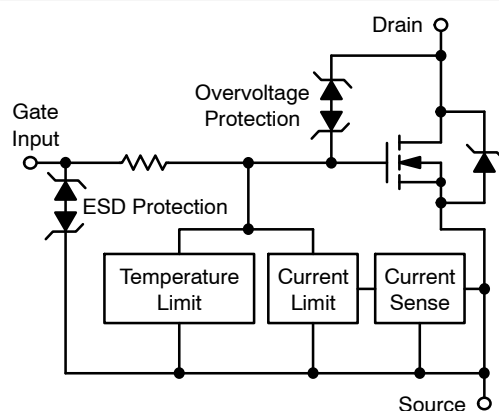 Drain
Overvoltage
Protection
Gate
Input
ESD Protection
Temperature
Limit
Current
Limit
Current
Sense
Source